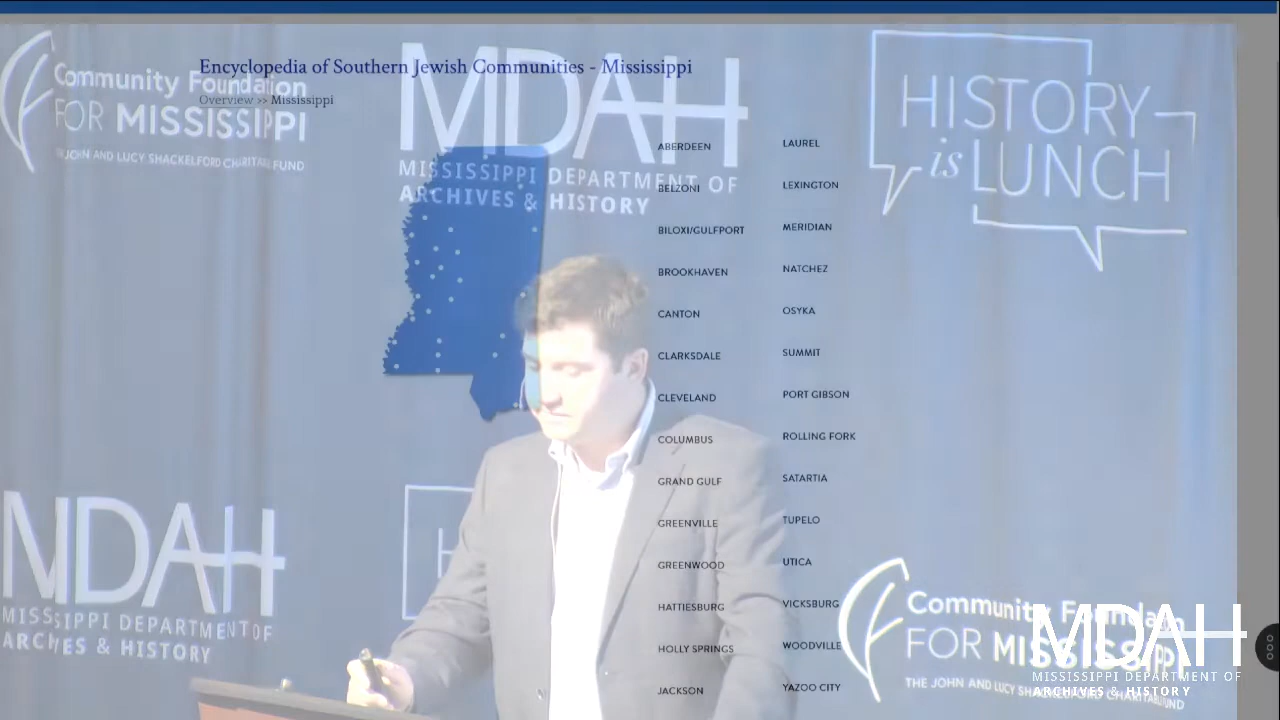 Encyclopedia of Southern Jewish Communities - Mississippi
Overview >> Mississippi
Community Foundation
FOR MISSISSIPPI
THE JOHN AND LUCY SHACKELFORD CHARITABLE FUND
MDAH
MISSISSIPPI DEPARTMENT OF
ARCHIVES & HISTORY
HISTORY
is LUNCH
ABERDEEN
BELZONI
BILOXI/GULFPORT
BROOKHAVEN
CANTON
CLARKSDALE
CLEVELAND
COLUMBUS
GRAND GULF
GREENVILLE
GREENWOOD
HATTIESBURG
HOLLY SPRINGS
JACKSON
LAUREL
LEXINGTON
MERIDIAN
NATCHEZ
OSYKA
SUMMIT
PORT GIBSON
ROLLING FORK
SATARTIA
TUPELO
UTICA
VICKSBURG
WOODVILLE
YAZOO CITY
MDAH
MISSISSIPPI DEPARTMENT OF
ARCHIVES & HISTORY
H
Community Foundation
FOR MISSISSIPPI
THE JOHN AND LUCY SHACKELFORD CHARITABLE FUND
MDAH
MISSISSIPPI DEPARTMENT OF
ARCHIVES & HISTORY